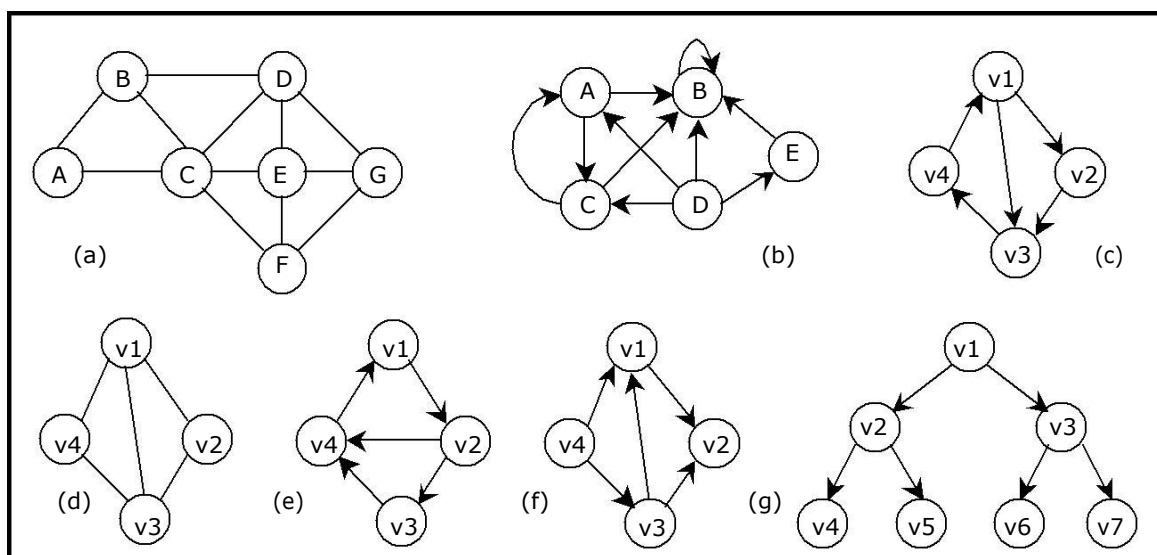 B D
A C E G
F
(a)
A B
E
C D
(b)
v1
v4 v2
v3
(c)
v1
v4 v2
v3
(d)
v1
v4 v2
v3
(e)
v1
v4 v2
v3
(f)
v1
v2 v3
v4 v5 v6 v7
(g)